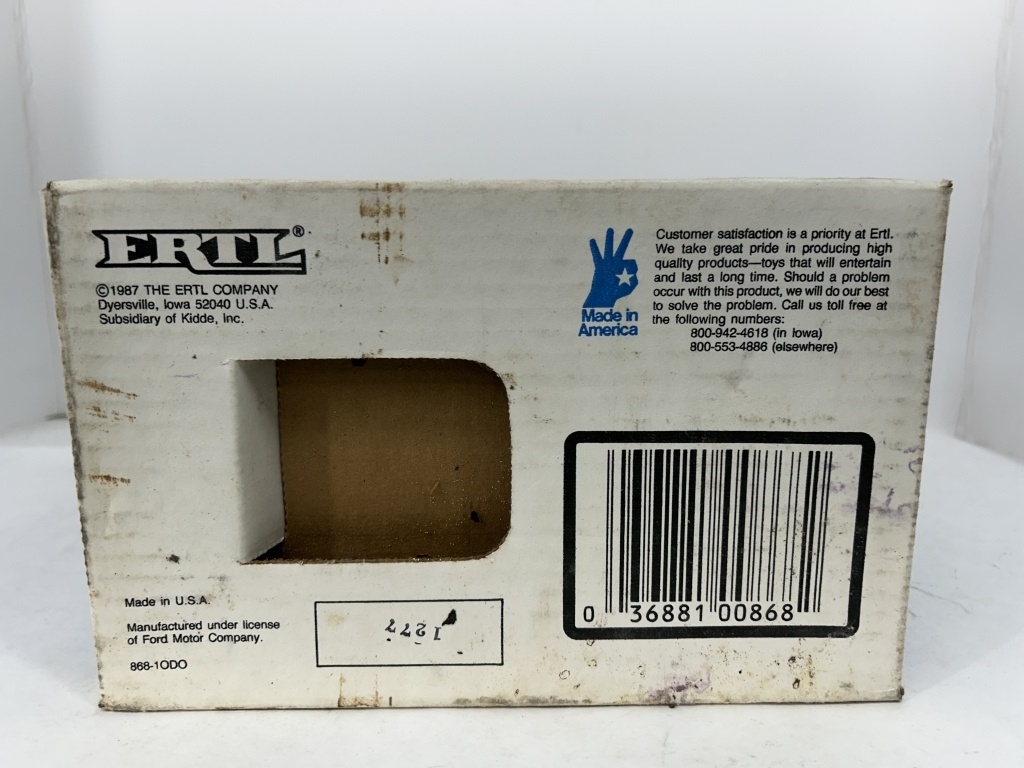 ERTL®
©1987 THE ERTL COMPANY
Dyersville, Iowa 52040 U.S.A.
Subsidiary of Kidde, Inc.
Made in
America
Customer satisfaction is a priority at Ertl.
We take great pride in producing high
quality products—toys that will entertain
and last a long time. Should a problem
occur with this product, we will do our best
to solve the problem. Call us toll free at
the following numbers:
800-942-4618 (in Iowa)
800-553-4886 (elsewhere)
0 36881 00868
Made in U.S.A.
Manufactured under license
of Ford Motor Company.
868-1ODO
1277